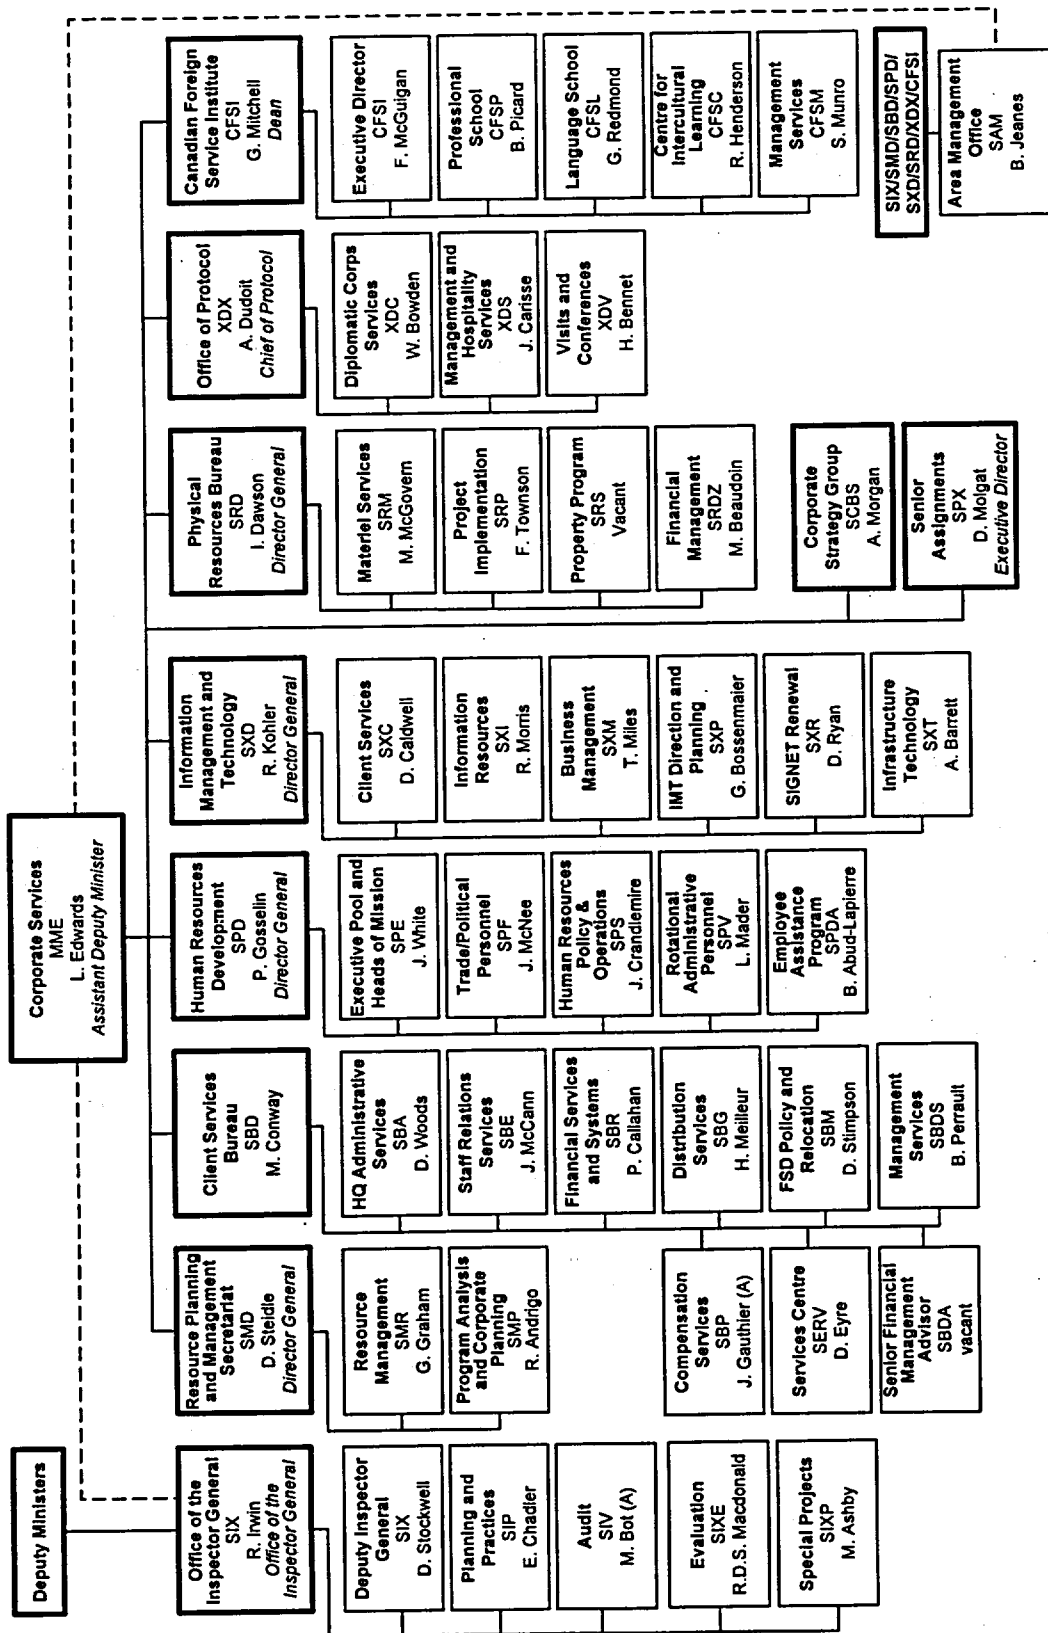 Deputy Ministers
Corporate Services
MME
L. Edwards
Assistant Deputy Minister
Office of the
Inspector General
SIX
R. Irwin
Office of the
Inspector General
Deputy Inspector
General
SIX
D. Stockwell
Planning and
Practices
SIP
E. Chadler
Audit
SIV
M. Bot (A)
Evaluation
SIXE
R.D.S. Macdonald
Special Projects
SIXP
M. Ashby
Resource Planning
and Management
Secretariat
SMD
D. Steidle
Director General
Resource
Management
SMR
G. Graham
Program Analysis
and Corporate
Planning
SMP
R. Andrigo
Client Services
Bureau
SBD
M. Conway
HQ Administrative
Services
SBA
D. Woods
Staff Relations
Services
SBE
J. McCann
Financial Services
and Systems
SBR
P. Callahan
Distribution
Services
SBG
H. Meilleur
FSD Policy and
Relocation
SBM
D. Stimpson
Management
Services
SBDS
B. Perrault
Compensation
Services
SBP
J. Gauthier (A)
Services Centre
SERV
D. Eyre
Senior Financial
Management
Advisor
SBDA
vacant
Human Resources
Development
SPD
P. Gosselin
Director General
Executive Pool and
Heads of Mission
SPE
J. White
Trade/Political
Personnel
SPF
J. McNee
Human Resources
Policy &
Operations
SPS
J. Crandlemire
Rotational
Administrative
Personnel
SPV
L. Mader
Employee
Assistance
Program
SPDA
B. Abud-Lapierre
Information
Management and
Technology
SXD
R. Kohler
Director General
Client Services
SXC
D. Caldwell
Information
Resources
SXI
R. Morris
Business
Management
SXM
T. Miles
IMT Direction and
Planning
SXP
G. Bossenmaier
SIGNET Renewal
SXR
D. Ryan
Infrastructure
Technology
SXT
A. Barrett
Physical
Resources Bureau
SRD
I. Dawson
Director General
Materiel Services
SRM
M. McGovern
Project
Implementation
SRP
F. Townson
Property Program
SRS
Vacant
Financial
Management
SRDZ
M. Beaudoin
Corporate
Strategy Group
SCBS
A. Morgan
Senior
Assignments
SPX
D. Molgat
Executive Director
Office of Protocol
XDX
A. Dudoit
Chief of Protocol
Diplomatic Corps
Services
XDC
W. Bowden
Management and
Hospitality
Services
XDS
J. Carisse
Visits and
Conferences
XDV
H. Bennet
Canadian Foreign
Service Institute
CFSI
G. Mitchell
Dean
Executive Director
CFSI
F. McGuigan
Professional
School
CFSP
B. Picard
Language School
CFSL
G. Redmond
Centre for
Intercultural
Learning
CFSC
R. Henderson
Management
Services
CFSM
S. Munro
SIX/SMD/SBD/SPD/
SXD/SRD/XDX/CFSI
Area Management
Office
SAM
B. Jeanes